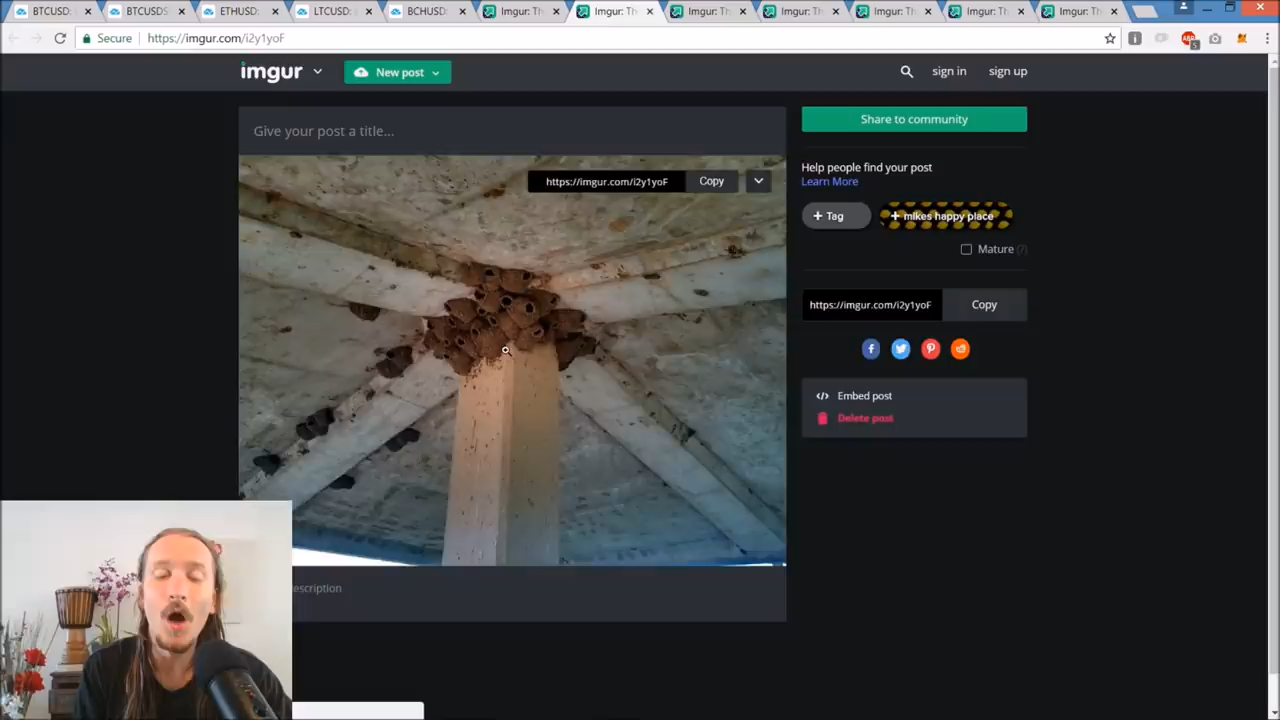 BTCUSD:
BTCUSDS
ETHUSD:
LTCUSD:
BCHUSD:
Imgur: Th
Imgur: Th
Imgur: Th
Imgur: Th
Imgur: Th
Imgur: Th
Imgur: Th
Secure
https://imgur.com/i2y1yoF
ABP
5
imgur
New post
sign in
sign up
Give your post a title...
https://imgur.com/i2y1yoF
Copy
Share to community
Help people find your post
Learn More
+ Tag
+ mikes happy place
Mature (?)
https://imgur.com/i2y1yoF
Copy
Embed post
Delete post
escription